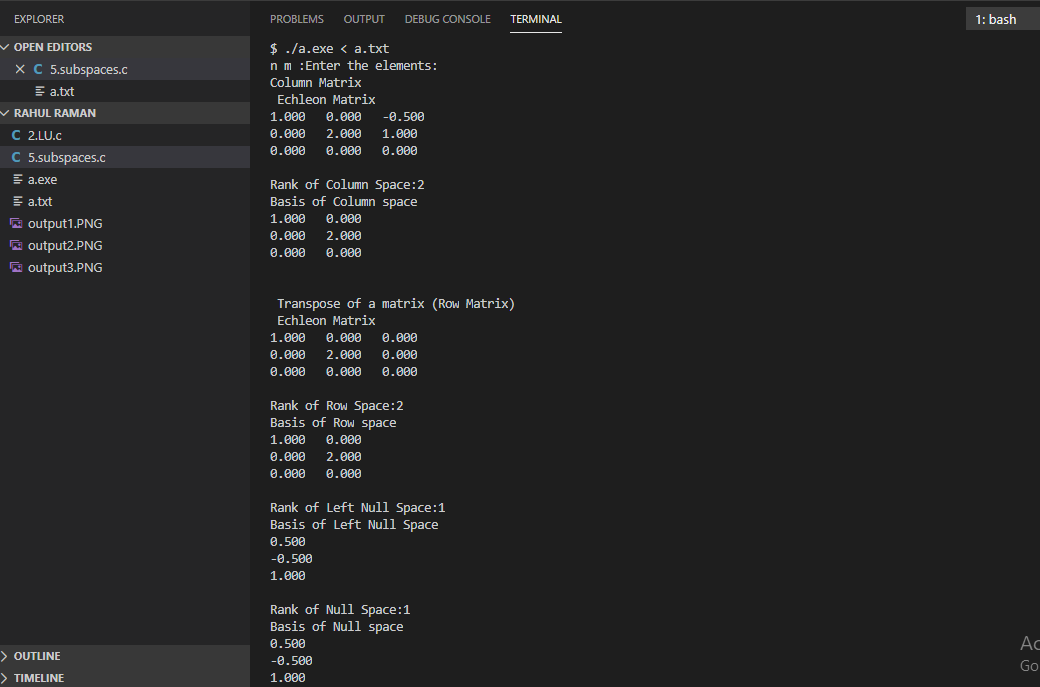 EXPLORER
OPEN EDITORS
C 5.subspaces.c
a.txt
RAHUL RAMAN
C 2.LU.c
C 5.subspaces.c
a.exe
a.txt
output1.PNG
output2.PNG
output3.PNG
OUTLINE
TIMELINE
PROBLEMS OUTPUT DEBUG CONSOLE TERMINAL
1: bash
$ ./a.exe < a.txt
n m :Enter the elements:
Column Matrix
Echleon Matrix
1.000 0.000 -0.500
0.000 2.000 1.000
0.000 0.000 0.000
Rank of Column Space:2
Basis of Column space
1.000 0.000
0.000 2.000
0.000 0.000
Transpose of a matrix (Row Matrix)
Echleon Matrix
1.000 0.000 0.000
0.000 2.000 0.000
0.000 0.000 0.000
Rank of Row Space:2
Basis of Row space
1.000 0.000
0.000 2.000
0.000 0.000
Rank of Left Null Space:1
Basis of Left Null Space
0.500
-0.500
1.000
Rank of Null Space:1
Basis of Null space
0.500
-0.500
1.000